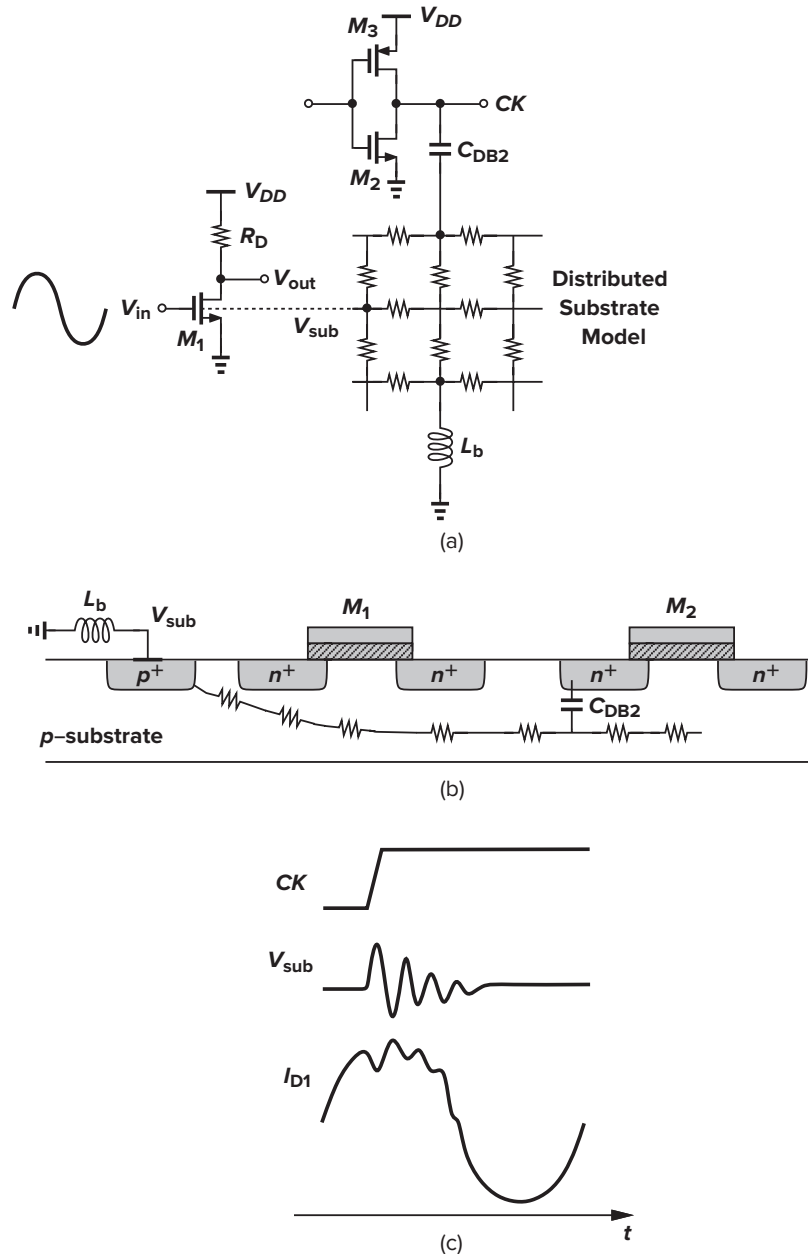 M3
VDD
CK
CDB2
M2
VDD
RD
Vout
Vin
M1
Vsub
Distributed
Substrate
Model
Lb
(a)
Lb
Vsub
M1
M2
p+
n+
n+
n+
n+
CDB2
p–substrate
(b)
CK
Vsub
ID1
t
(c)